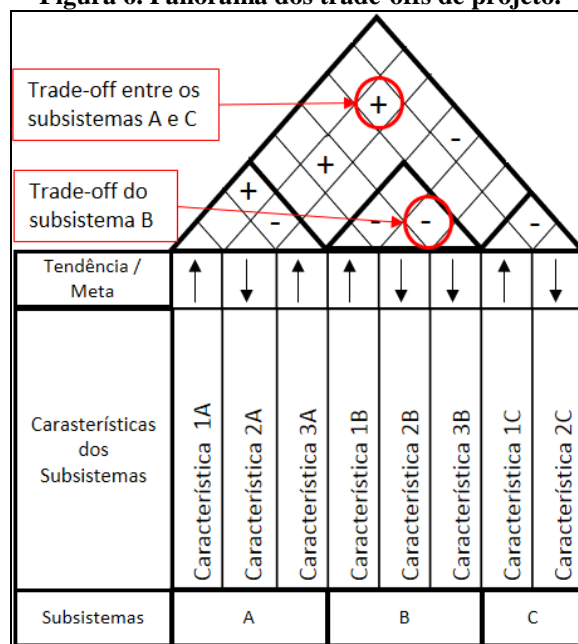 Figura 6. Panorama dos trade-offs de projeto.
Trade-off entre os
subsistemas A e C
+
-
+
Trade-off do
subsistema B
+
-
-
-
-
Tendência /
Meta
Carasterísticas
dos
Subsistemas
Característica 1A
Característica 2A
Característica 3A
Característica 1B
Característica 2B
Característica 3B
Característica 1C
Característica 2C
Subsistemas
A
B
C